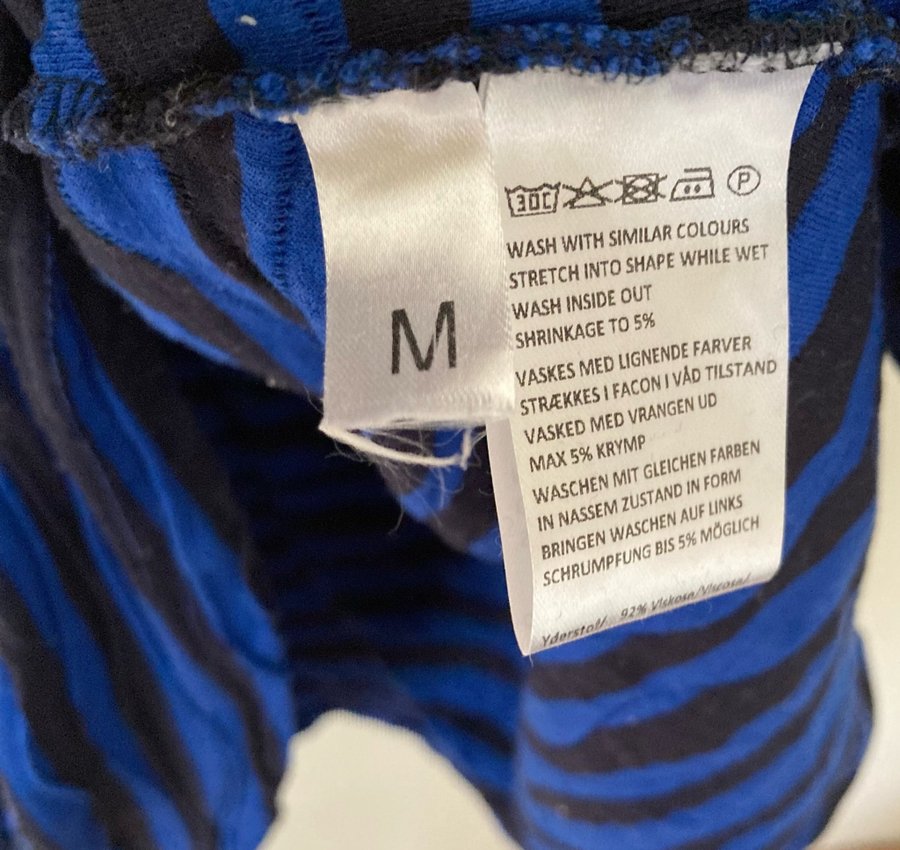 M
30C P
WASH WITH SIMILAR COLOURS
STRETCH INTO SHAPE WHILE WET
WASH INSIDE OUT
SHRINKAGE TO 5%
VASKES MED LIGNENDE FARVER
STRÆKKES I FACON I VÅD TILSTAND
VASKED MED VRANGEN UD
MAX 5% KRYMP
WASCHEN MIT GLEICHEN FARBEN
IN NASSEM ZUSTAND IN FORM
BRINGEN WASCHEN AUF LINKS
SCHRUMPFUNG BIS 5% MÖGLICH
Yderstof/ 92% Viskose/Viscose/